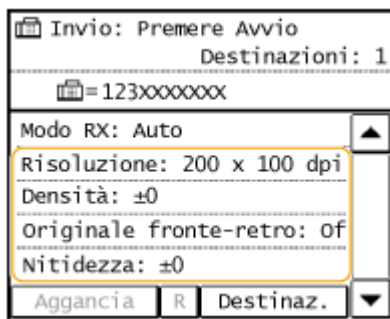 Invio: Premere Avvio
Destinazioni: 1
=123xxxxxxx
Modo RX: Auto
Risoluzione: 200 x 100 dpi
Densità: ±0
Originale fronte-retro: Of
Nitidezza: ±0
Aggancia R Destinaz.